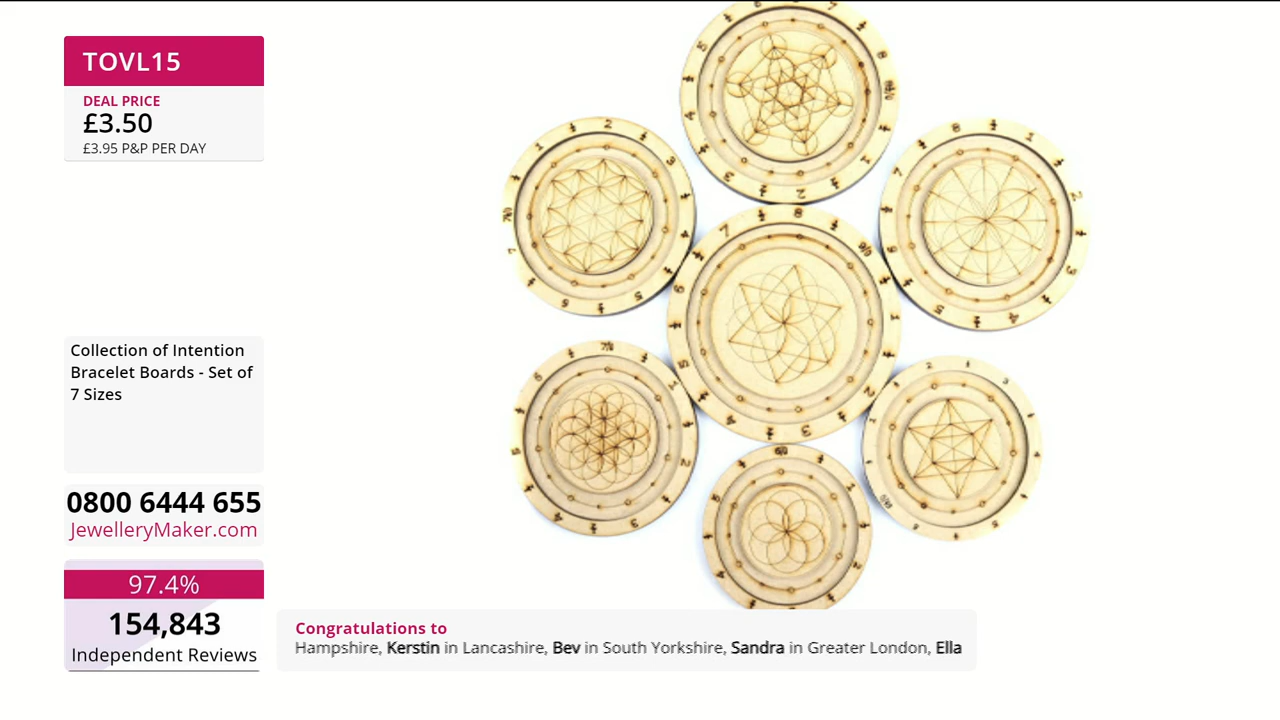 TOVL15
DEAL PRICE
£3.50
£3.95 P&P PER DAY
Collection of Intention
Bracelet Boards - Set of
7 Sizes
0800 6444 655
JewelleryMaker.com
97.4%
154,843
Independent Reviews
Congratulations to
Hampshire, Kerstin in Lancashire, Bev in South Yorkshire, Sandra in Greater London, Ella